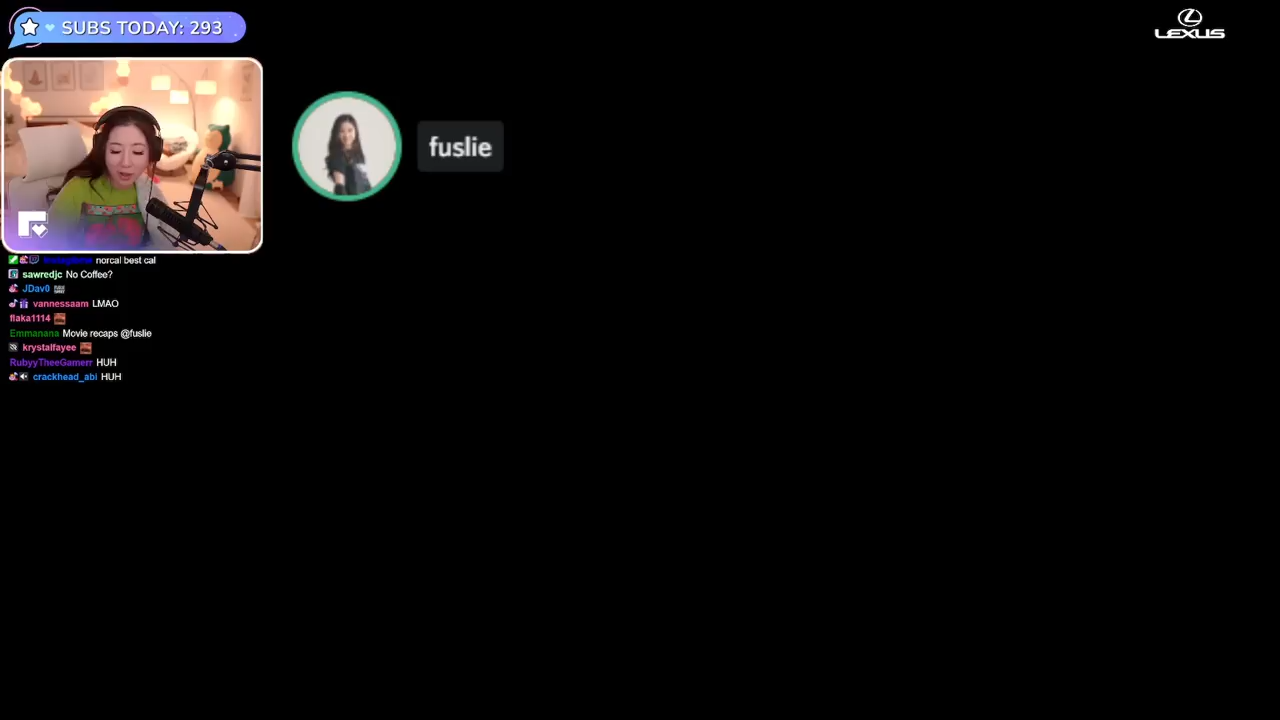 SUBS TODAY: 293
LEXUS
fuslie
norcal best cal
sawredjc No Coffee?
JDav0
vannessaam LMAO
flaka1114
Emmanana Movie recaps @fuslie
krystalfayee
RubyyTheeGamerr HUH
crackhead_abi HUH